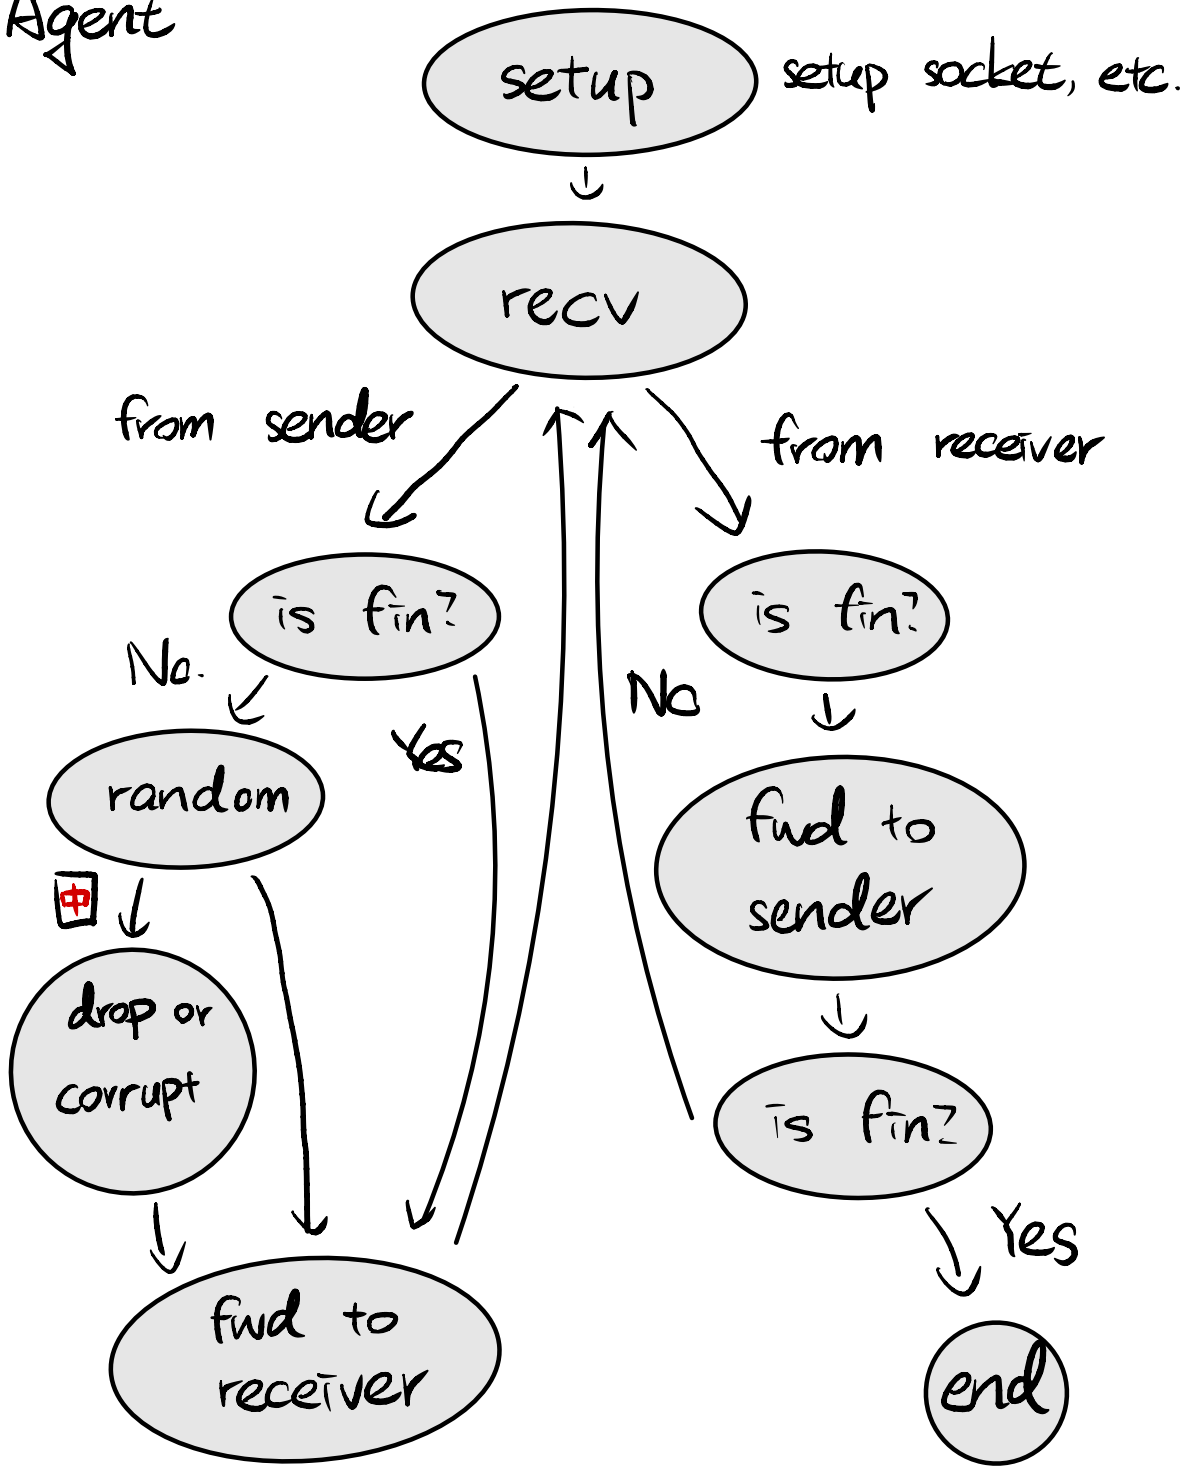 Agent
setup
setup socket, etc.
recv
from sender
from receiver
is fin?
is fin?
No.
Yes
No
random
fwd to
sender
中
drop or
corrupt
is fin?
Yes
fwd to
receiver
end